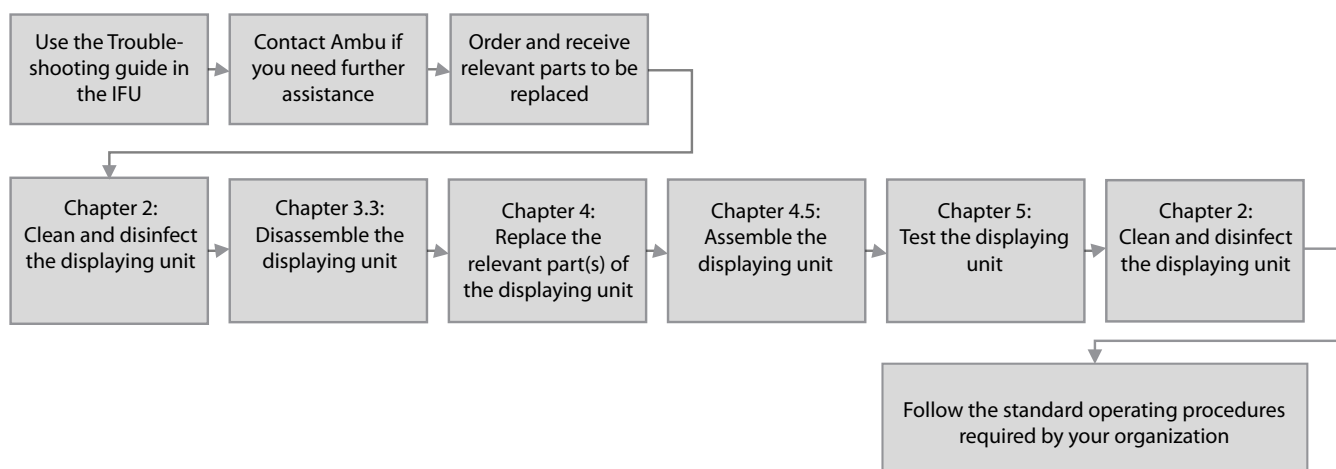 Use the Trouble-
shooting guide in
the IFU
Contact Ambu if
you need further
assistance
Order and receive
relevant parts to be
replaced
Chapter 2:
Clean and disinfect
the displaying unit
Chapter 3.3:
Disassemble the
displaying unit
Chapter 4:
Replace the
relevant part(s) of
the displaying unit
Chapter 4.5:
Assemble the
displaying unit
Chapter 5:
Test the displaying
unit
Chapter 2:
Clean and disinfect
the displaying unit
Follow the standard operating procedures
required by your organization